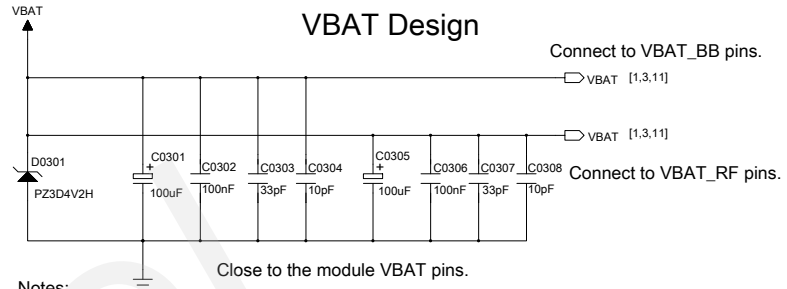 VBAT
VBAT Design
Connect to VBAT_BB pins.
VBAT [1,3,11]
VBAT [1,3,11]
Connect to VBAT_RF pins.
D0301
PZ3D4V2H
C0301
+
100uF
C0302
100nF
C0303
33pF
C0304
10pF
C0305
+
100uF
C0306
100nF
C0307
33pF
C0308
10pF
Close to the module VBAT pins.
Notes: